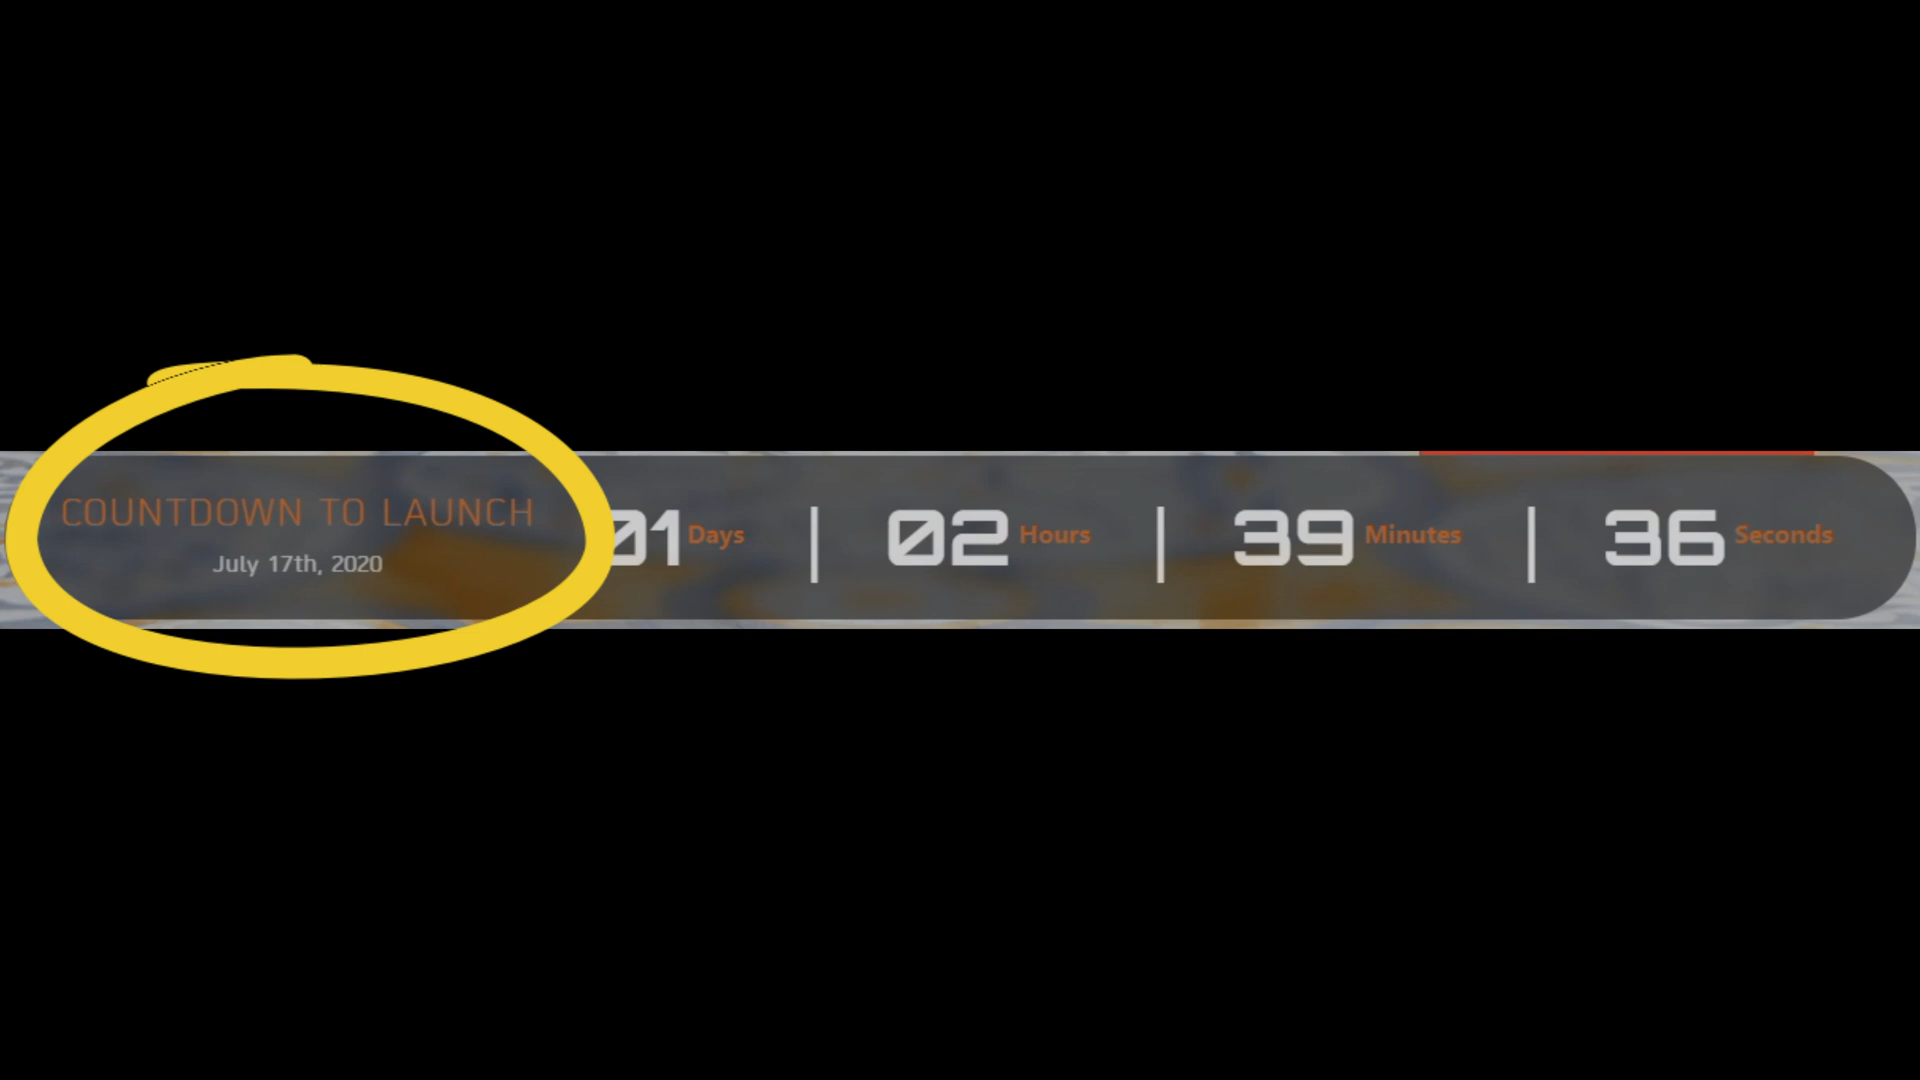 COUNTDOWN TO LAUNCH
July 17th, 2020
01 Days | 02 Hours | 39 Minutes | 36 Seconds